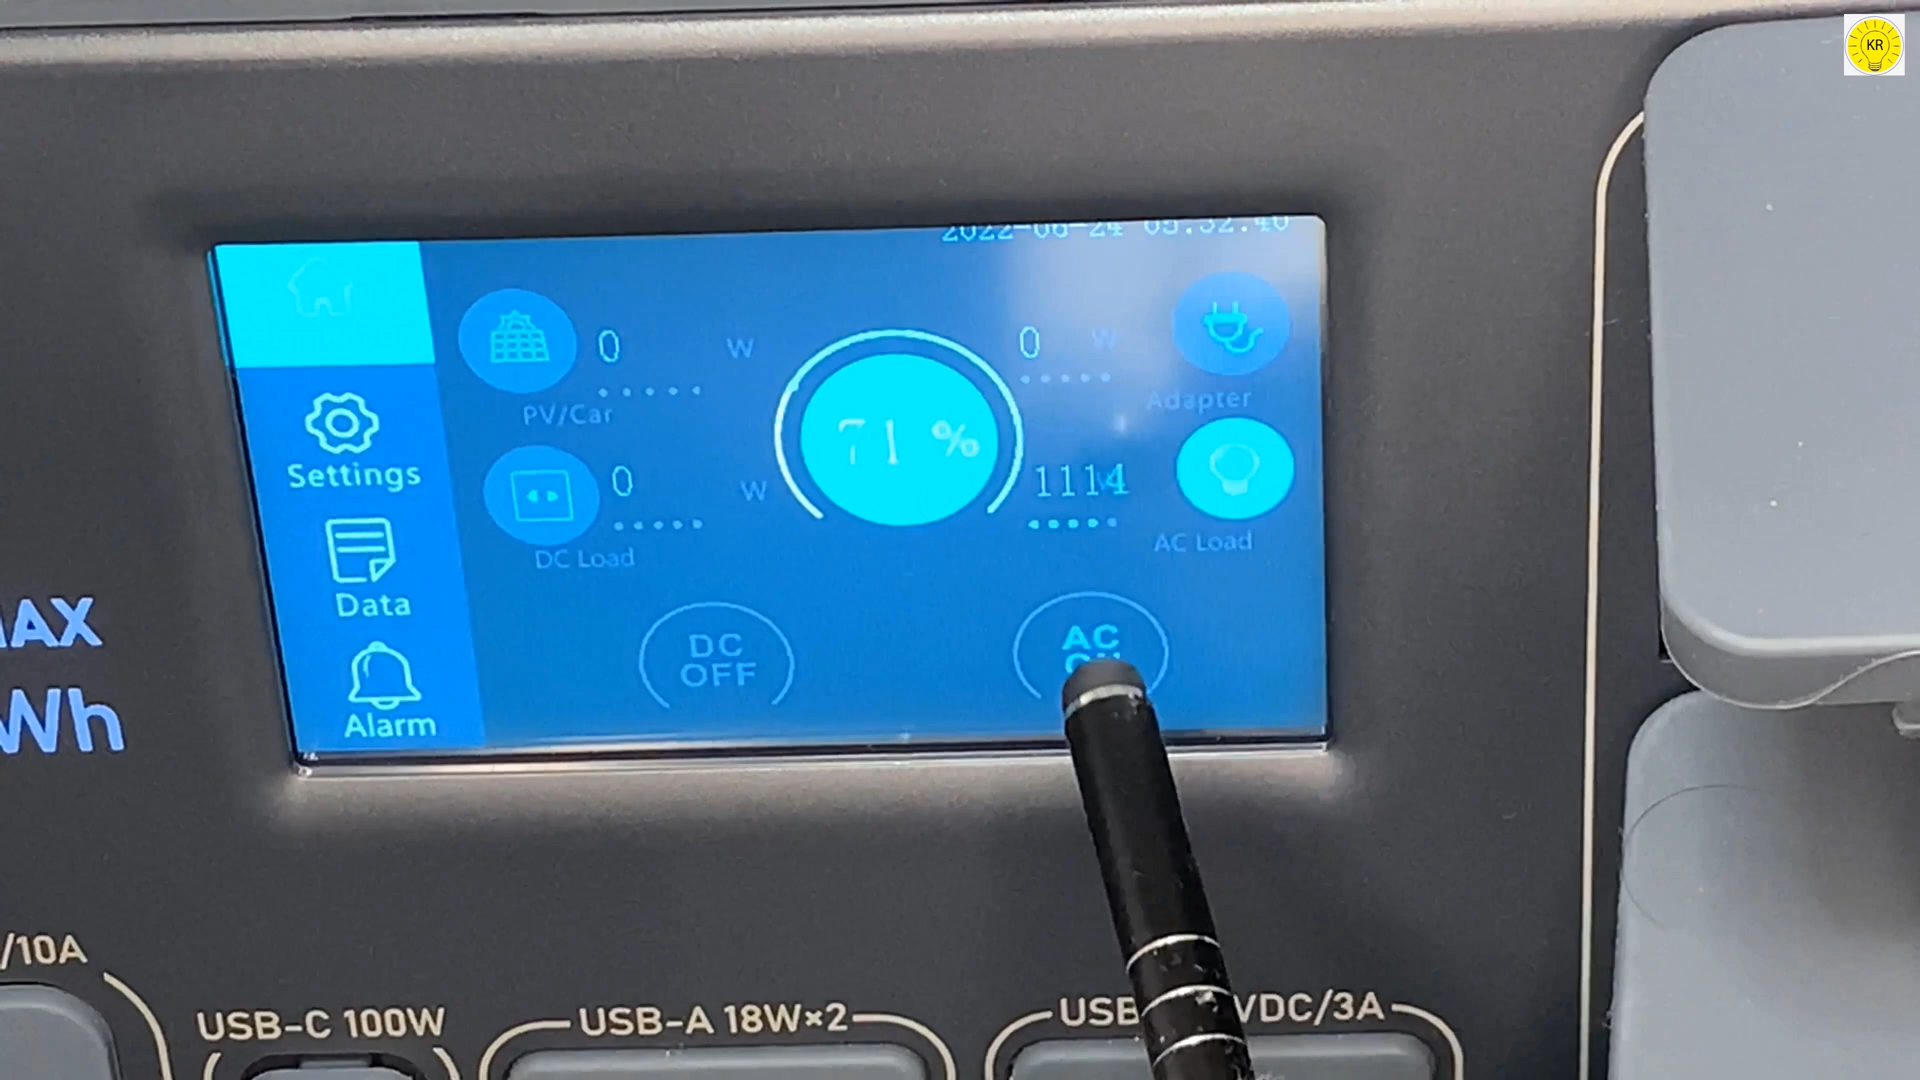 KR
2022-06-24 05:32:40
0 W
PV/Car
0 W
Adapter
71 %
Settings
0 W
DC Load
1114
AC Load
Data
DC
OFF
AC
Alarm
AX
Wh
/10A
USB-C 100W
USB-A 18W×2
USB
VDC/3A